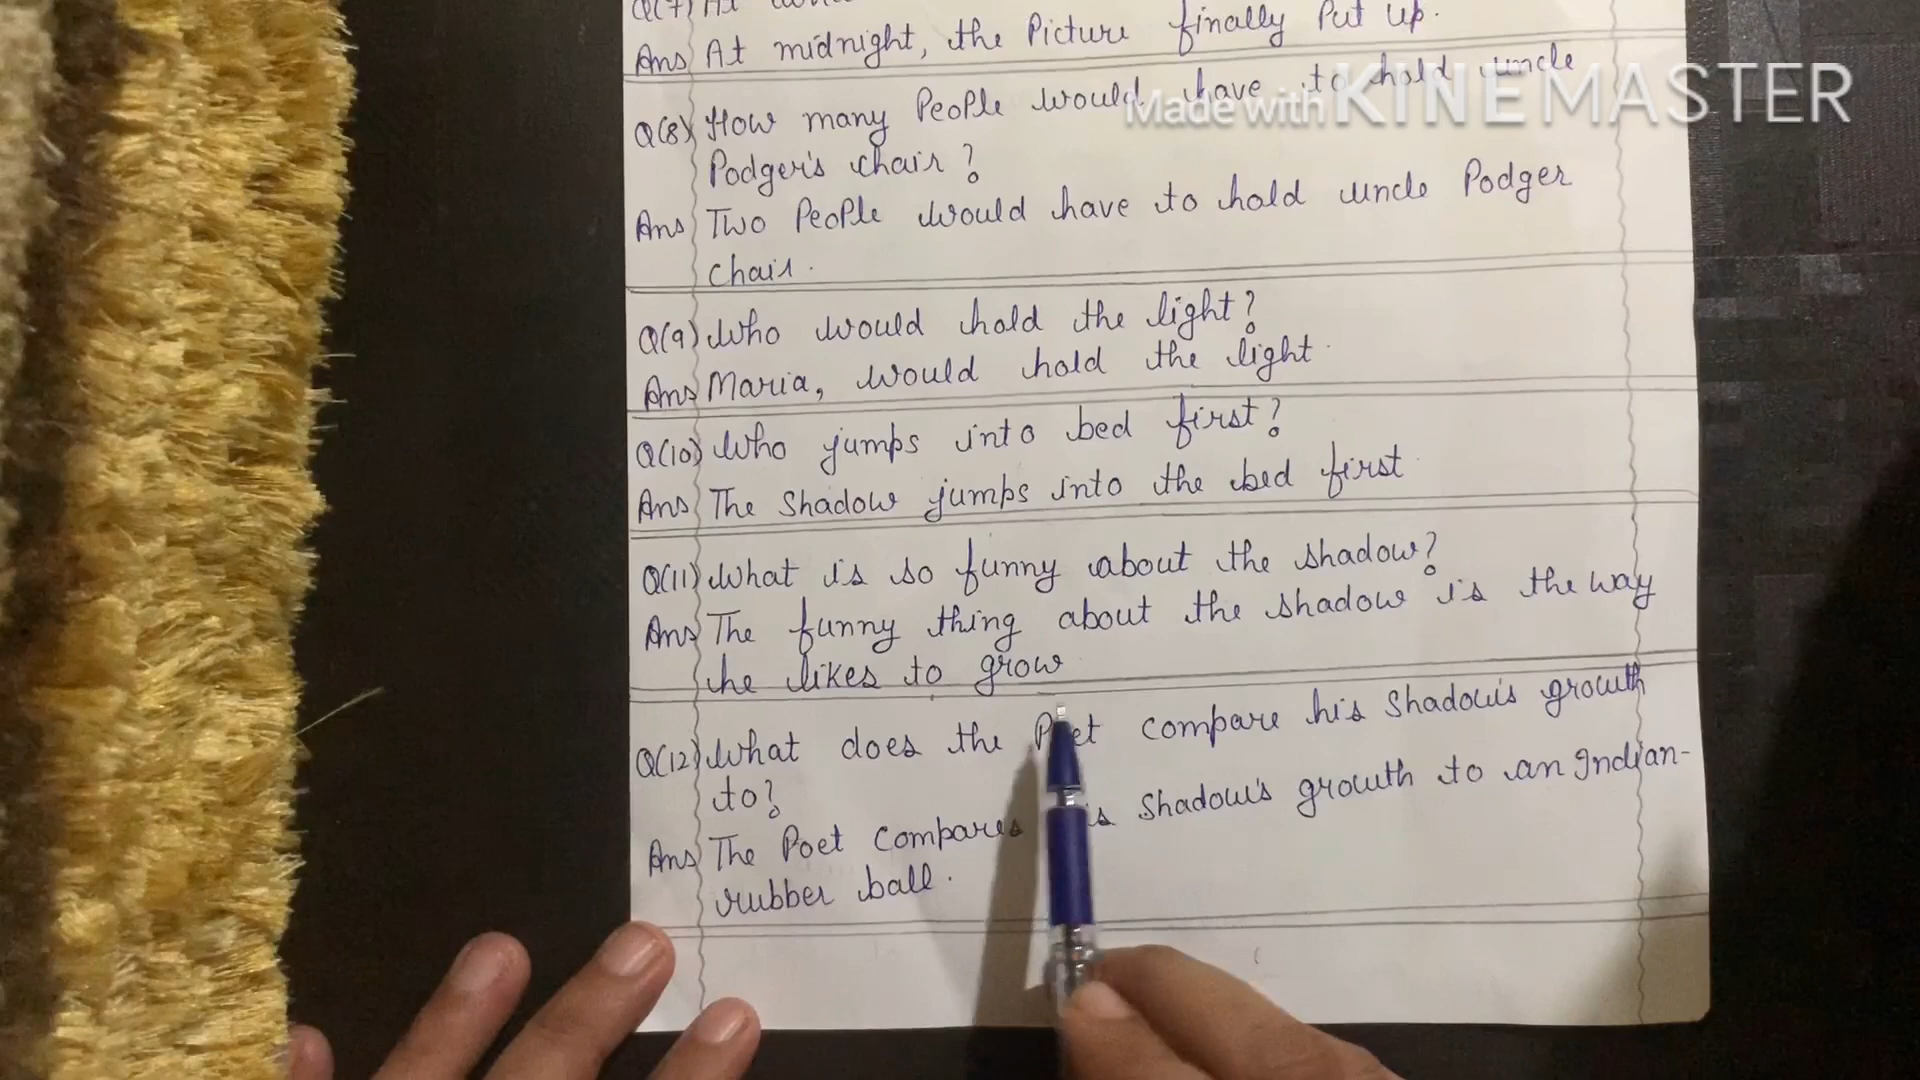 Q(7) At
Ans) At midnight, the Picture finally Put up.
Q(8) How many People would have to hold uncle
Made with KINEMASTER
Podger's chair?
Ans) Two People would have to hold uncle Podger
chair.
Q(9) Who would hold the light?
Ans) Maria, would hold the light.
Q(10) Who jumps into bed first?
Ans) The Shadow jumps into the bed first
Q(11) What is so funny about the shadow?
Ans) The funny thing about the shadow is the way
he likes to grow
Q(12) What does the Poet compare his Shadow's growth
to?
Ans) The Poet compares Shadow's growth to an Indian-
rubber ball.